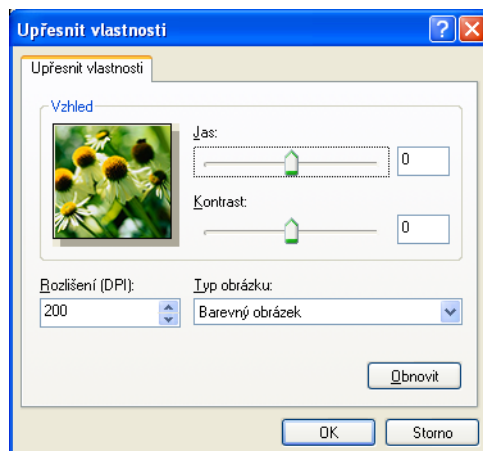 Upřesnit vlastnosti
Upřesnit vlastnosti
Vzhled
Jas:
0
Kontrast:
0
Rozlišení (DPI): Typ obrázku:
200 Barevný obrázek
Obnovit
OK Storno